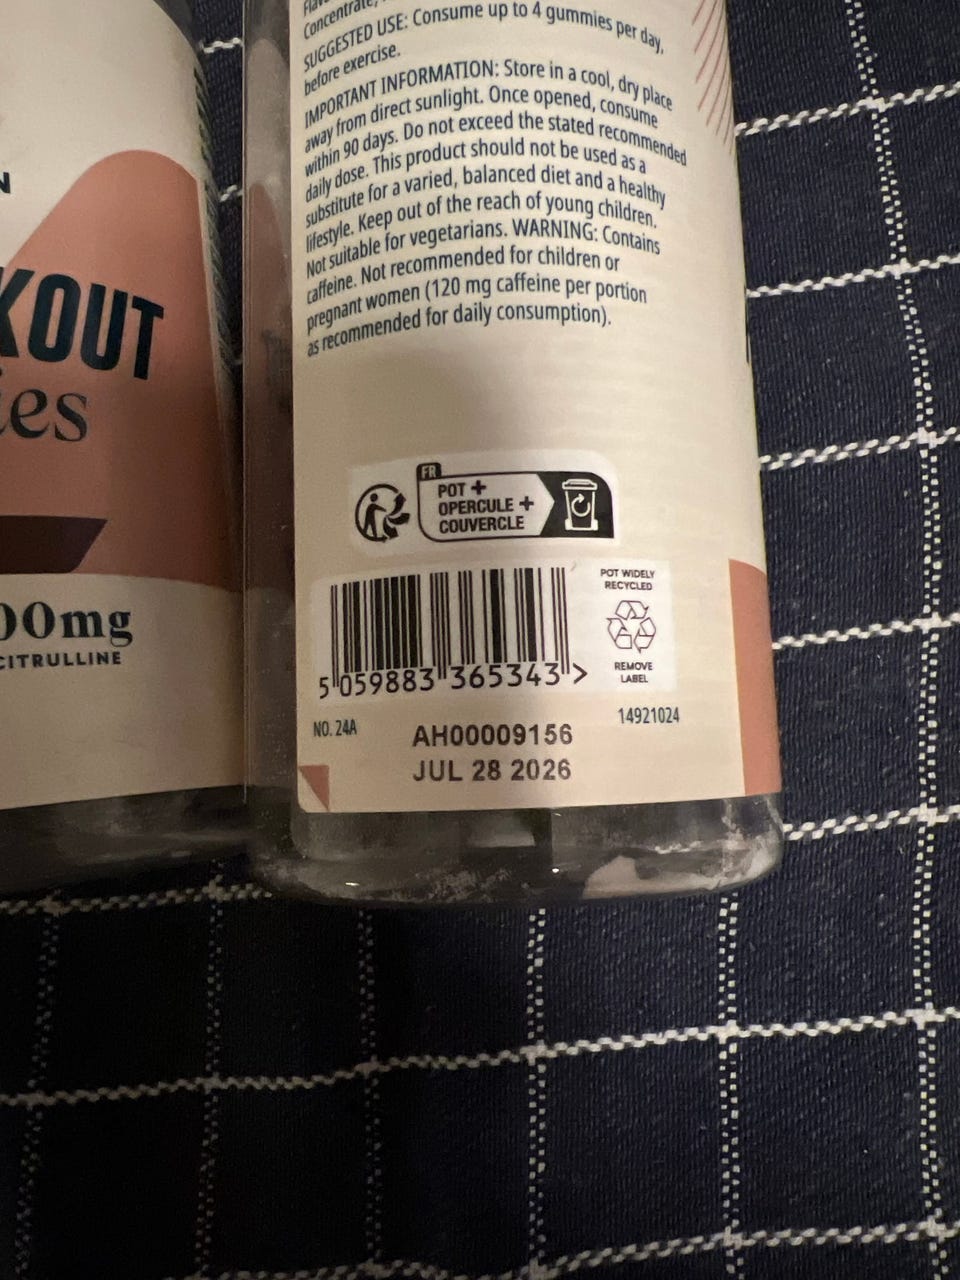 Concentrate,
SUGGESTED USE: Consume up to 4 gummies per day,
before exercise.
IMPORTANT INFORMATION: Store in a cool, dry place
away from direct sunlight. Once opened, consume
within 90 days. Do not exceed the stated recommended
daily dose. This product should not be used as a
substitute for a varied, balanced diet and a healthy
lifestyle. Keep out of the reach of young children.
Not suitable for vegetarians. WARNING: Contains
caffeine. Not recommended for children or
pregnant women (120 mg caffeine per portion
as recommended for daily consumption).
FR
POT +
OPERCULE +
COUVERCLE
POT WIDELY
RECYCLED
REMOVE
LABEL
5 059883 365343 >
NO. 24A
14921024
AH00009156
JUL 28 2026
N
KOUT
ies
00mg
CITRULLINE